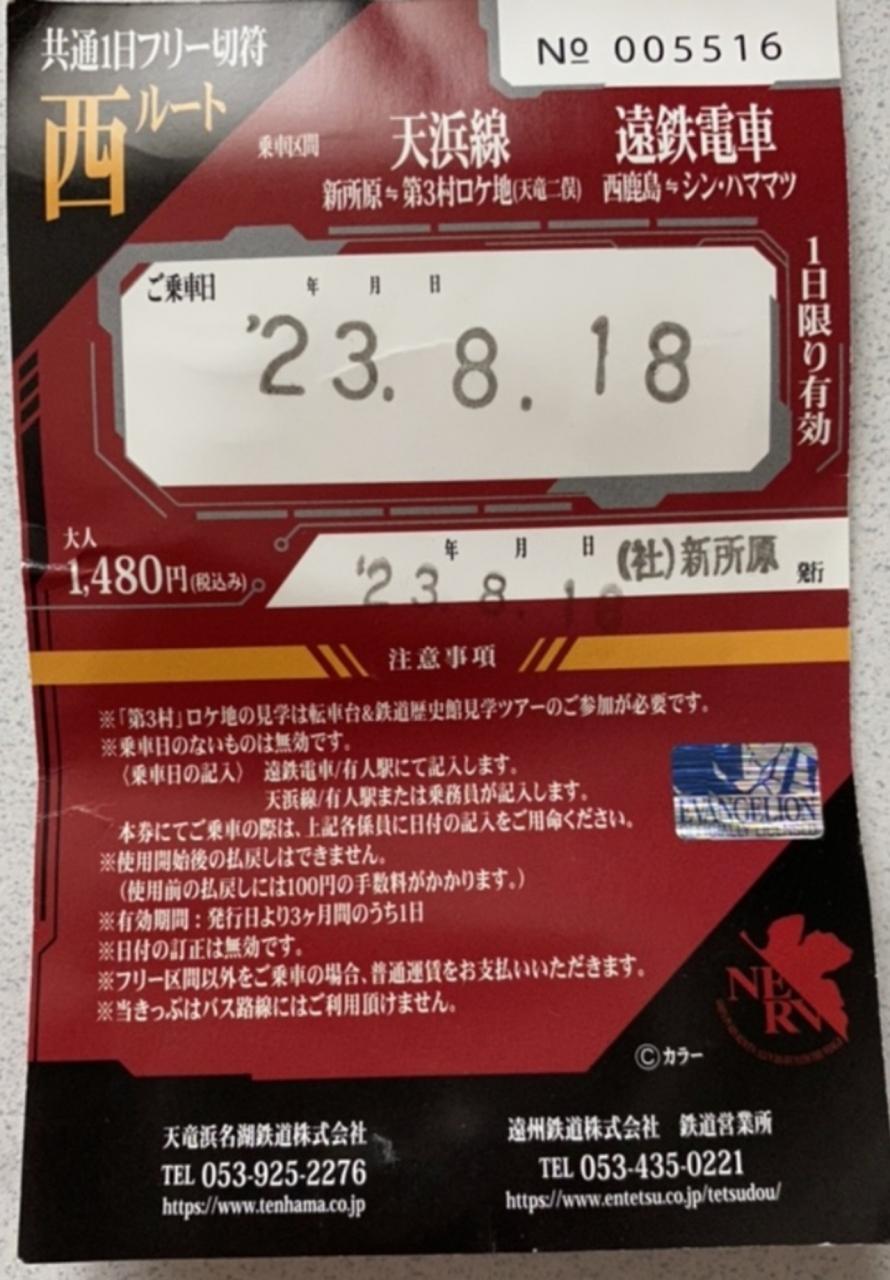 共通1日フリー切符
№ 005516
西ルート
乗車区間
天浜線
新所原⇋第3村ロケ地(天竜二俣)
遠鉄電車
西鹿島⇋シン・ハママツ
ご乗車日 年 月 日
'23. 8. 18
1日限り有効
大人
1,480円(税込み)
年 月 日
'23. 8. 18
(社)新所原
発行
注意事項
※「第3村」ロケ地の見学は転車台&鉄道歴史館見学ツアーのご参加が必要です。
※乗車日のないものは無効です。
〈乗車日の記入〉 遠鉄電車/有人駅にて記入します。
天浜線/有人駅または乗務員が記入します。
本券にてご乗車の際は、上記各係員に日付の記入をご用命ください。
※使用開始後の払戻しはできません。
(使用前の払戻しには100円の手数料がかかります。)
※有効期間:発行日より3ヶ月間のうち1日
※日付の訂正は無効です。
※フリー区間以外をご乗車の場合、普通運賃をお支払いいただきます。
※当きっぷはバス路線にはご利用頂けません。
EVANGELION
NERV
©カラー
天竜浜名湖鉄道株式会社
TEL 053-925-2276
https://www.tenhama.co.jp
遠州鉄道株式会社 鉄道営業所
TEL 053-435-0221
https://www.entetsu.co.jp/tetsudou/